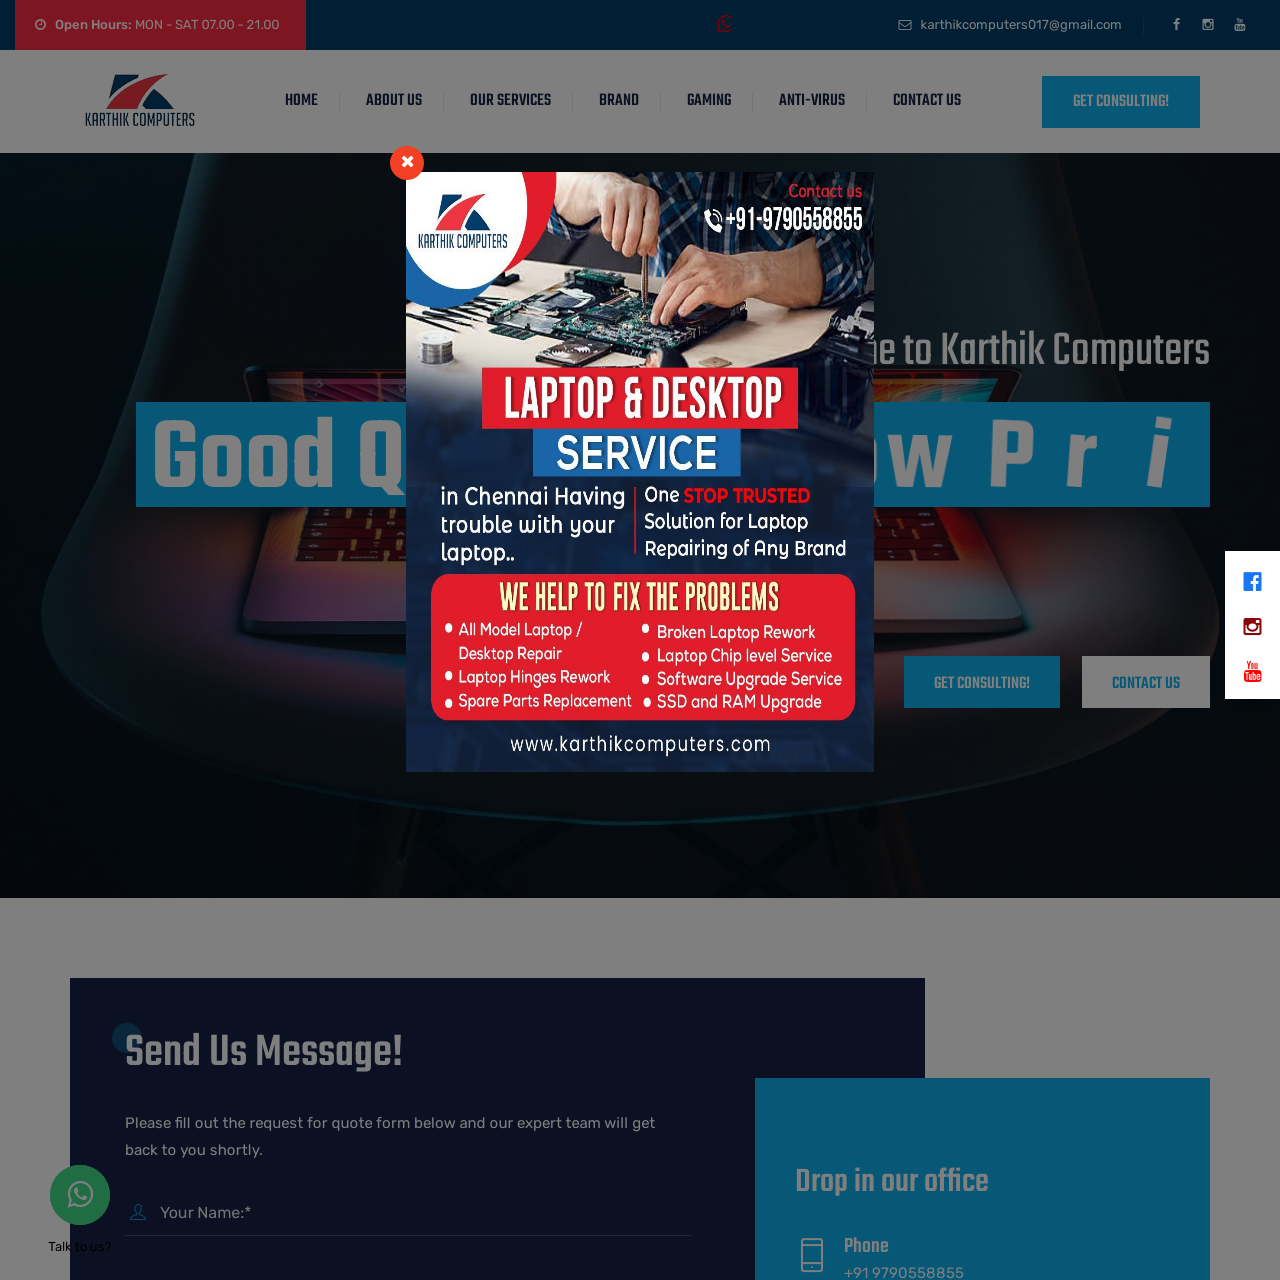 Open Hours: MON - SAT 07.00 - 21.00
karthikcomputers017@gmail.com
KARTHIK COMPUTERS
HOME
ABOUT US
OUR SERVICES
BRAND
GAMING
ANTI-VIRUS
CONTACT US
GET CONSULTING!
Contact us
+91-9790558855
KARTHIK COMPUTERS
to Karthik Computers
Good
Pri
LAPTOP & DESKTOP
SERVICE
in Chennai Having
trouble with your
laptop..
One STOP TRUSTED
Solution for Laptop
Repairing of Any Brand
WE HELP TO FIX THE PROBLEMS
All Model Laptop /
Desktop Repair
Laptop Hinges Rework
Spare Parts Replacement
Broken Laptop Rework
Laptop Chip level Service
Software Upgrade Service
SSD and RAM Upgrade
www.karthikcomputers.com
GET CONSULTING!
CONTACT US
You
Tube
Send Us Message!
Please fill out the request for quote form below and our expert team will get
back to you shortly.
Your Name:*
Talk to us?
Drop in our office
Phone
+91 9790558855